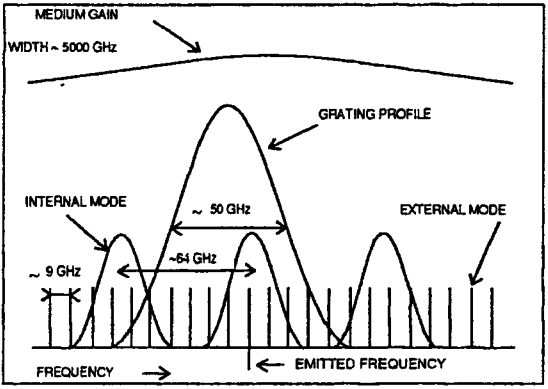 MEDIUM GAIN
WIDTH ~ 5000 GHz
GRATING PROFILE
INTERNAL MODE
~ 50 GHz
EXTERNAL MODE
~64 GHz
~ 9 GHz
FREQUENCY
EMITTED FREQUENCY